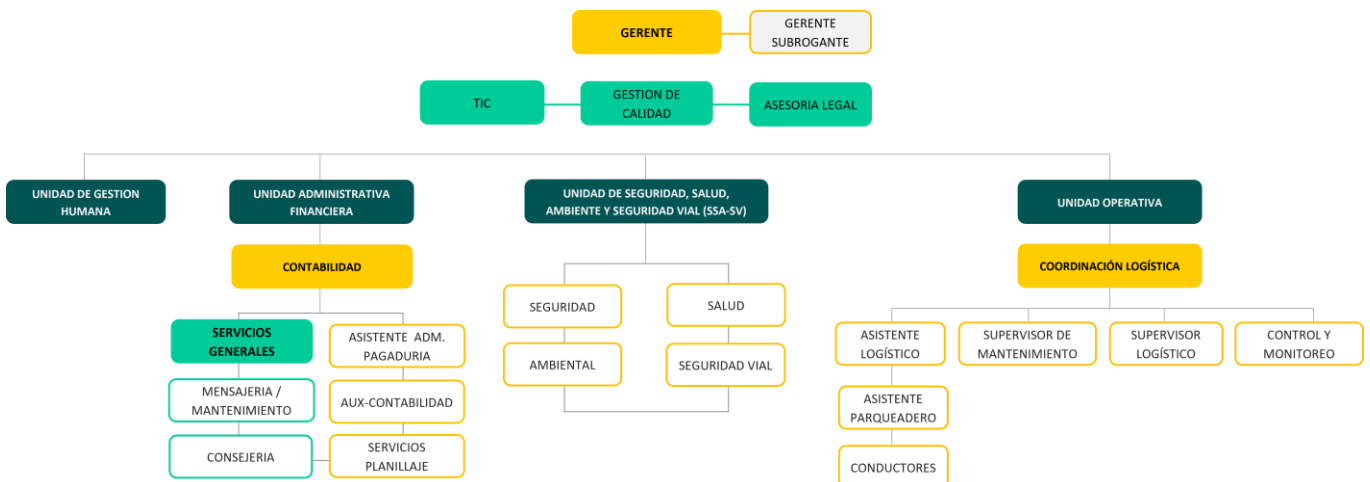 GERENTE
GERENTE
SUBROGANTE
TIC
GESTION DE
CALIDAD
ASESORIA LEGAL
UNIDAD DE GESTION
HUMANA
UNIDAD ADMINISTRATIVA
FINANCIERA
UNIDAD DE SEGURIDAD, SALUD,
AMBIENTE Y SEGURIDAD VIAL (SSA-SV)
UNIDAD OPERATIVA
CONTABILIDAD
COORDINACIÓN LOGÍSTICA
SERVICIOS
GENERALES
ASISTENTE ADM.
PAGADURIA
MENSAJERIA /
MANTENIMIENTO
AUX-CONTABILIDAD
CONSEJERIA
SERVICIOS
PLANILLAJE
SEGURIDAD
SALUD
AMBIENTAL
SEGURIDAD VIAL
ASISTENTE
LOGÍSTICO
SUPERVISOR DE
MANTENIMIENTO
SUPERVISOR
LOGÍSTICO
CONTROL Y
MONITOREO
ASISTENTE
PARQUEADERO
CONDUCTORES